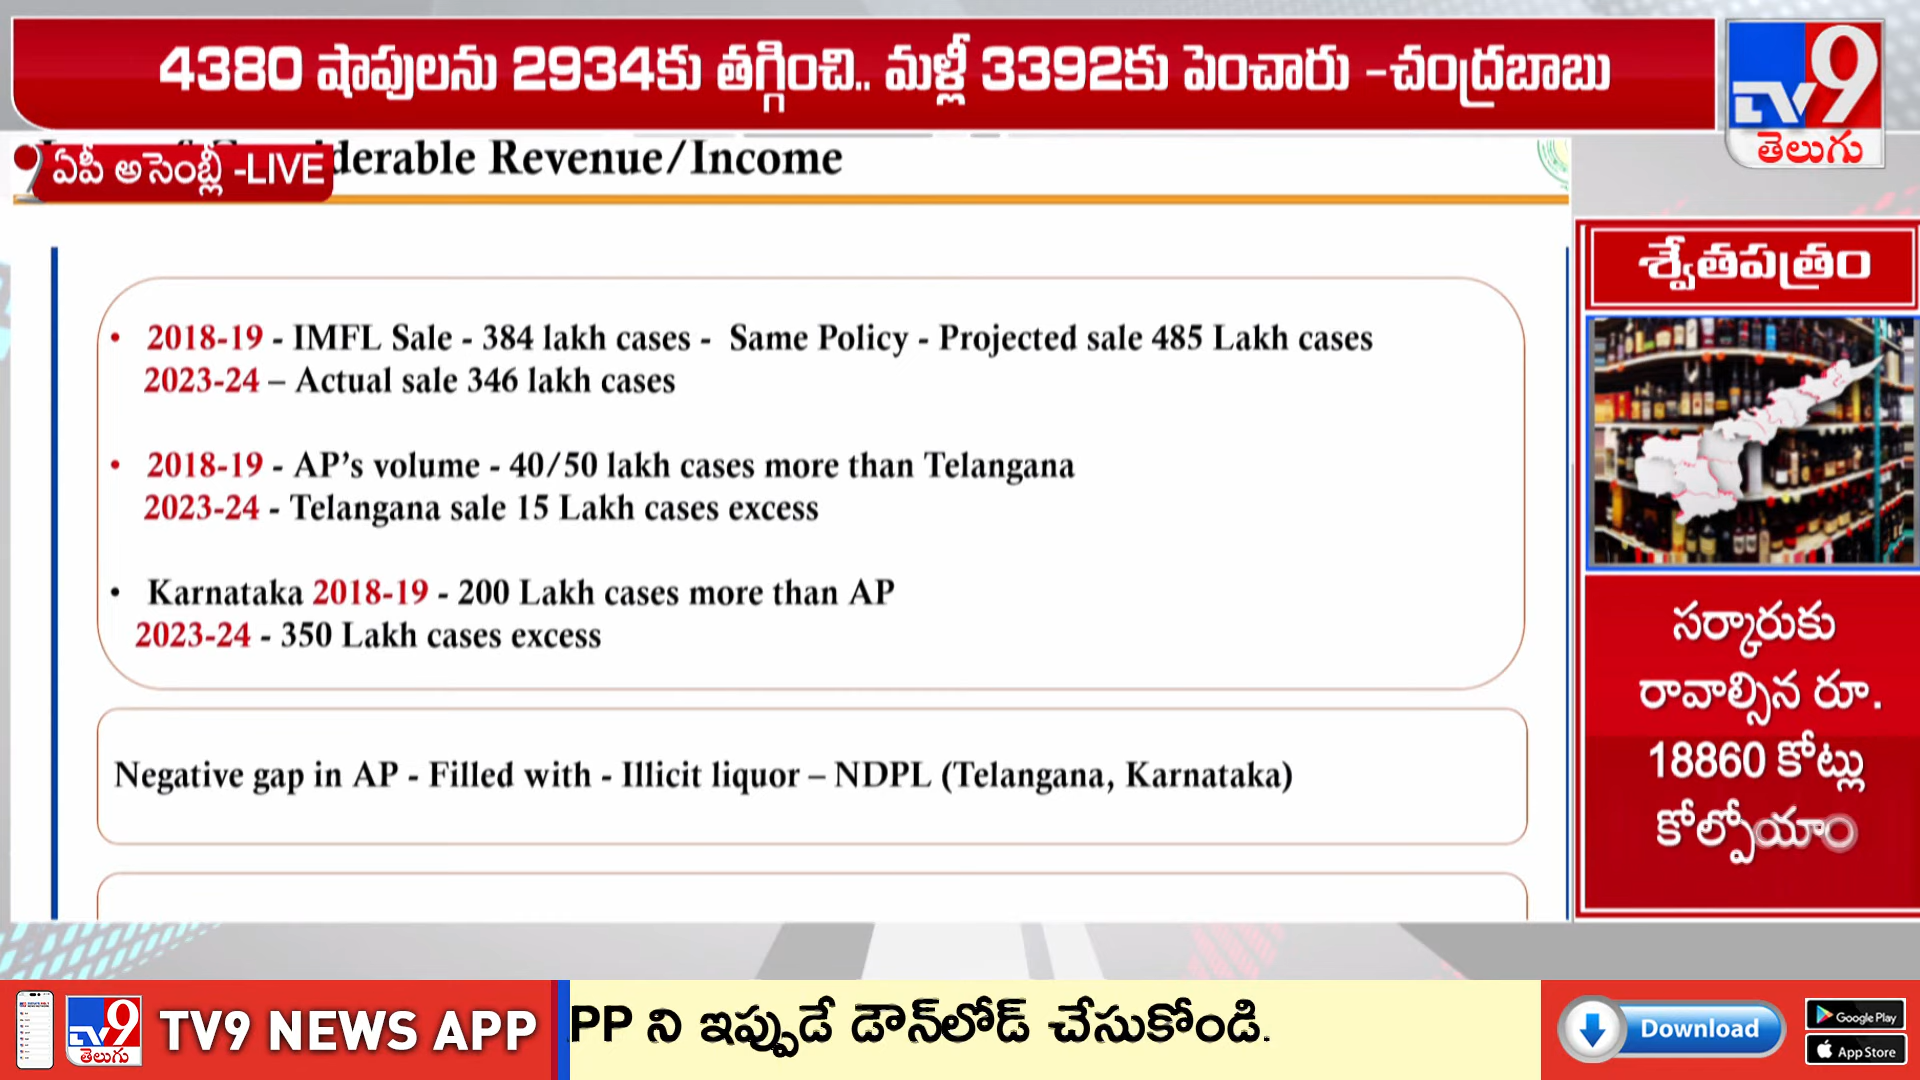 4380 షాపులను 2934కు తగ్గించి.. మళ్లీ 3392కు పెంచారు -చంద్రబాబు
TV9
తెలుగు
ఏపీ అసెంబ్లీ -LIVE
Revenue/Income
శ్వేతపత్రం
• 2018-19 - IMFL Sale - 384 lakh cases - Same Policy - Projected sale 485 Lakh cases
2023-24 – Actual sale 346 lakh cases
• 2018-19 - AP’s volume - 40/50 lakh cases more than Telangana
2023-24 - Telangana sale 15 Lakh cases excess
• Karnataka 2018-19 - 200 Lakh cases more than AP
2023-24 - 350 Lakh cases excess
Negative gap in AP - Filled with - Illicit liquor – NDPL (Telangana, Karnataka)
సర్కారుకు
రావాల్సిన రూ.
18860 కోట్లు
కోల్పోయాం
TV9
తెలుగు
TV9 NEWS APP
PP ని ఇప్పుడే డౌన్‌లోడ్ చేసుకోండి.
Download
Google Play
App Store